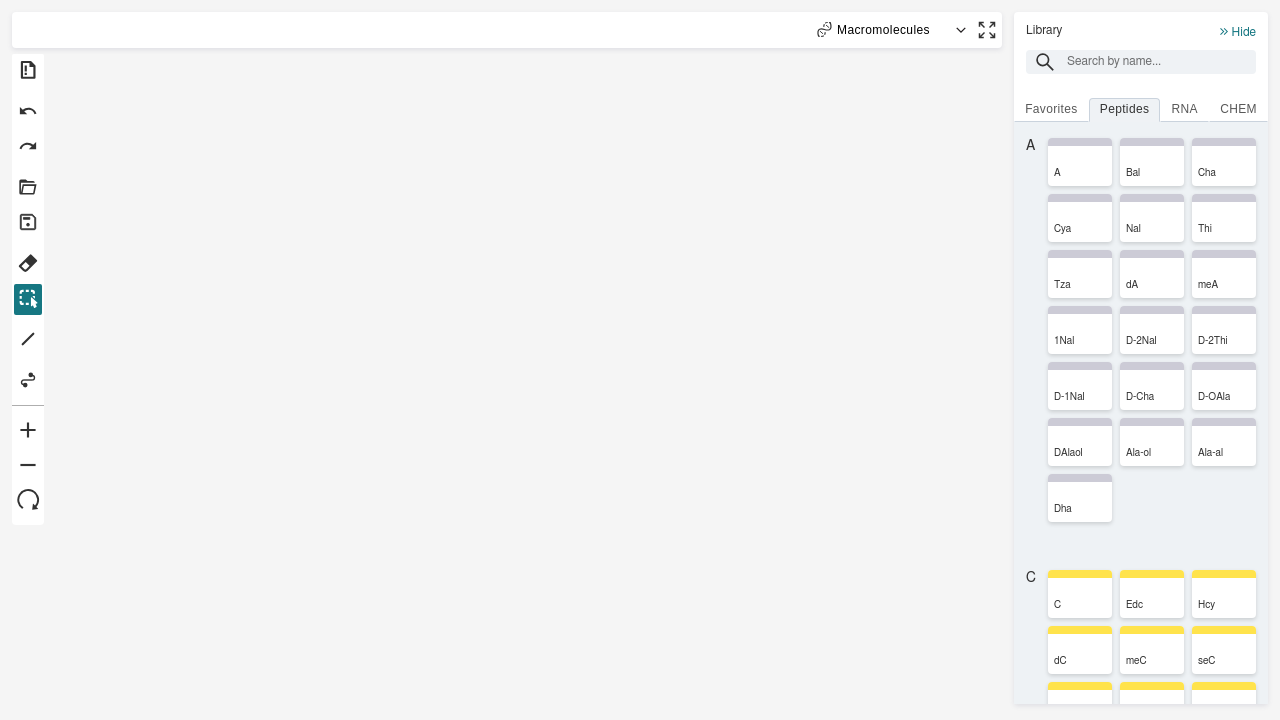 Macromolecules
Library
Hide
Search by name...
Favorites Peptides RNA CHEM
A
A Bal Cha
Cya Nal Thi
Tza dA meA
1Nal D-2Nal D-2Thi
D-1Nal D-Cha D-OAla
DAlaol Ala-ol Ala-al
Dha
C
C Edc Hcy
dC meC seC